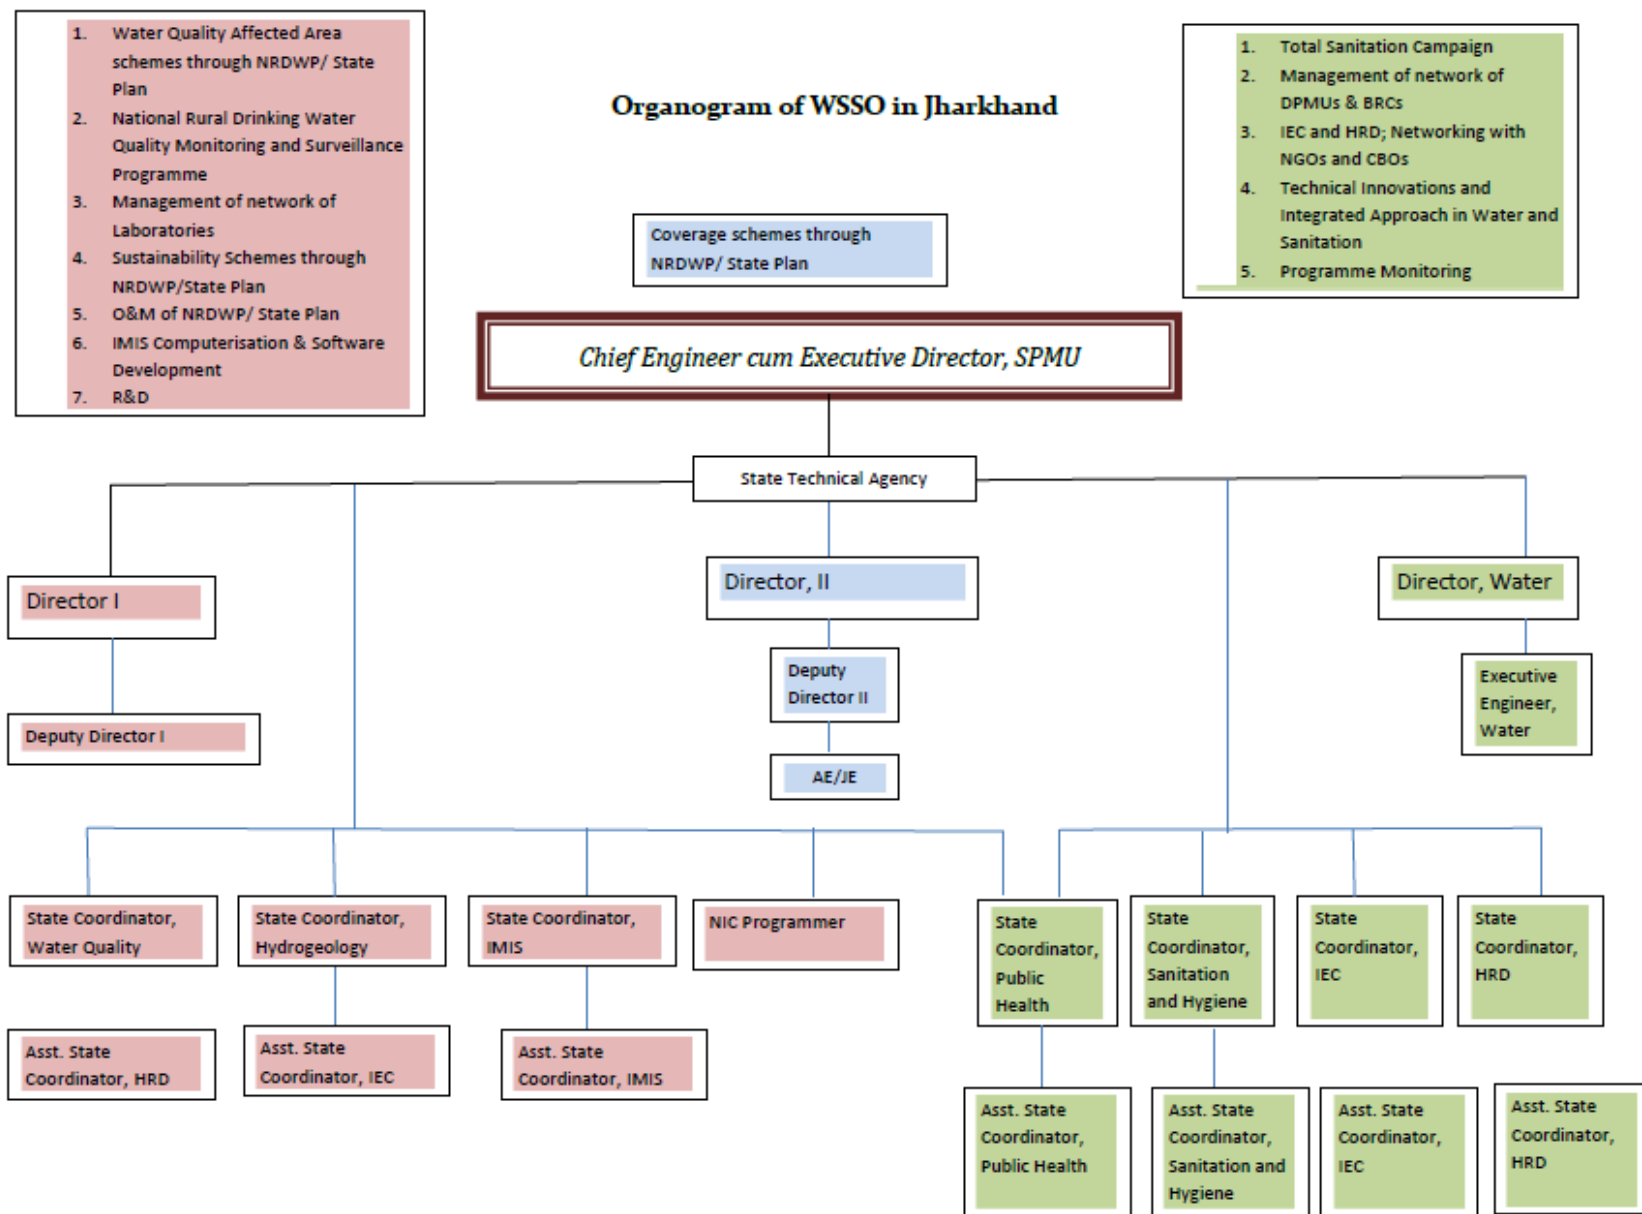 1. Water Quality Affected Area
schemes through NRDWP/ State
Plan
2. National Rural Drinking Water
Quality Monitoring and Surveillance
Programme
3. Management of network of
Laboratories
4. Sustainability Schemes through
NRDWP/State Plan
5. O&M of NRDWP/ State Plan
6. IMIS Computerisation & Software
Development
7. R&D
Organogram of WSSO in Jharkhand
Coverage schemes through
NRDWP/ State Plan
1. Total Sanitation Campaign
2. Management of network of
DPMUs & BRCs
3. IEC and HRD; Networking with
NGOs and CBOs
4. Technical Innovations and
Integrated Approach in Water and
Sanitation
5. Programme Monitoring
Chief Engineer cum Executive Director, SPMU
State Technical Agency
Director I
Director, II
Director, Water
Deputy Director I
Deputy
Director II
Executive
Engineer,
Water
AE/JE
State Coordinator,
Water Quality
State Coordinator,
Hydrogeology
State Coordinator,
IMIS
NIC Programmer
State
Coordinator,
Public
Health
State
Coordinator,
Sanitation
and Hygiene
State
Coordinator,
IEC
State
Coordinator,
HRD
Asst. State
Coordinator, HRD
Asst. State
Coordinator, IEC
Asst. State
Coordinator, IMIS
Asst. State
Coordinator,
Public Health
Asst. State
Coordinator,
Sanitation and
Hygiene
Asst. State
Coordinator,
IEC
Asst. State
Coordinator,
HRD